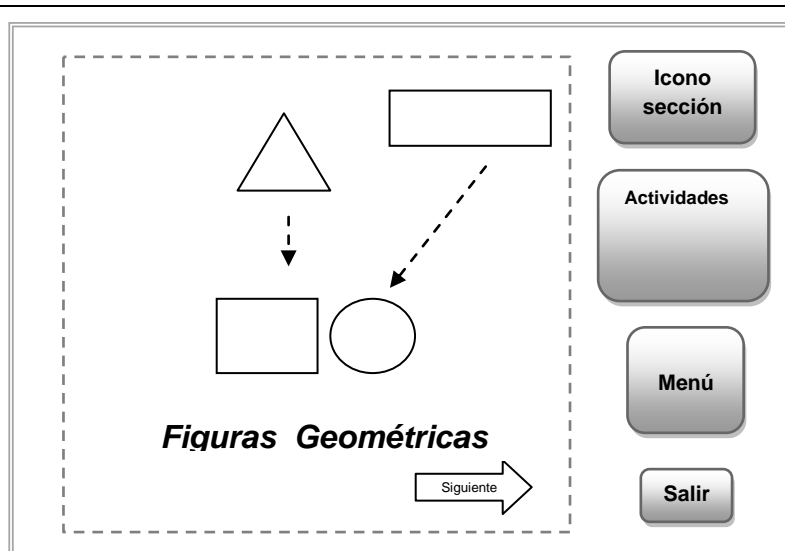 Icono
sección
Actividades
Menú
Salir
Figuras Geométricas
Siguiente